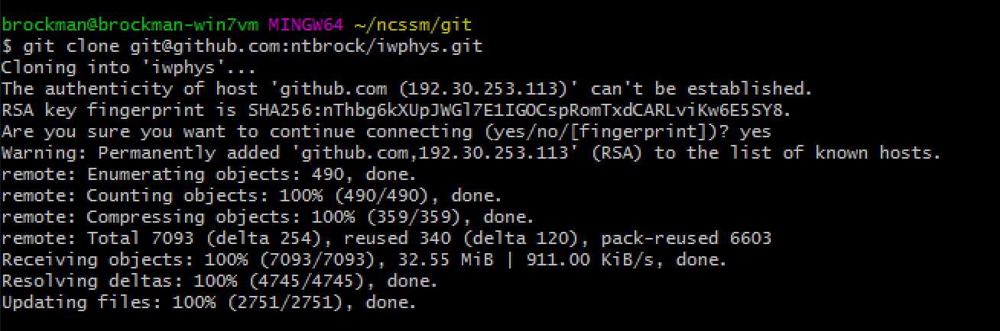 brockman@brockman-win7vm MINGW64 ~/ncssm/git
$ git clone git@github.com:ntbrock/iwphys.git
Cloning into 'iwphys'...
The authenticity of host 'github.com (192.30.253.113)' can't be established.
RSA key fingerprint is SHA256:nThbg6kXUpJWGl7E1IGOCspRomTxdCARLviKw6E5SY8.
Are you sure you want to continue connecting (yes/no/[fingerprint])? yes
Warning: Permanently added 'github.com,192.30.253.113' (RSA) to the list of known hosts.
remote: Enumerating objects: 490, done.
remote: Counting objects: 100% (490/490), done.
remote: Compressing objects: 100% (359/359), done.
remote: Total 7093 (delta 254), reused 340 (delta 120), pack-reused 6603
Receiving objects: 100% (7093/7093), 32.55 MiB | 911.00 KiB/s, done.
Resolving deltas: 100% (4745/4745), done.
Updating files: 100% (2751/2751), done.